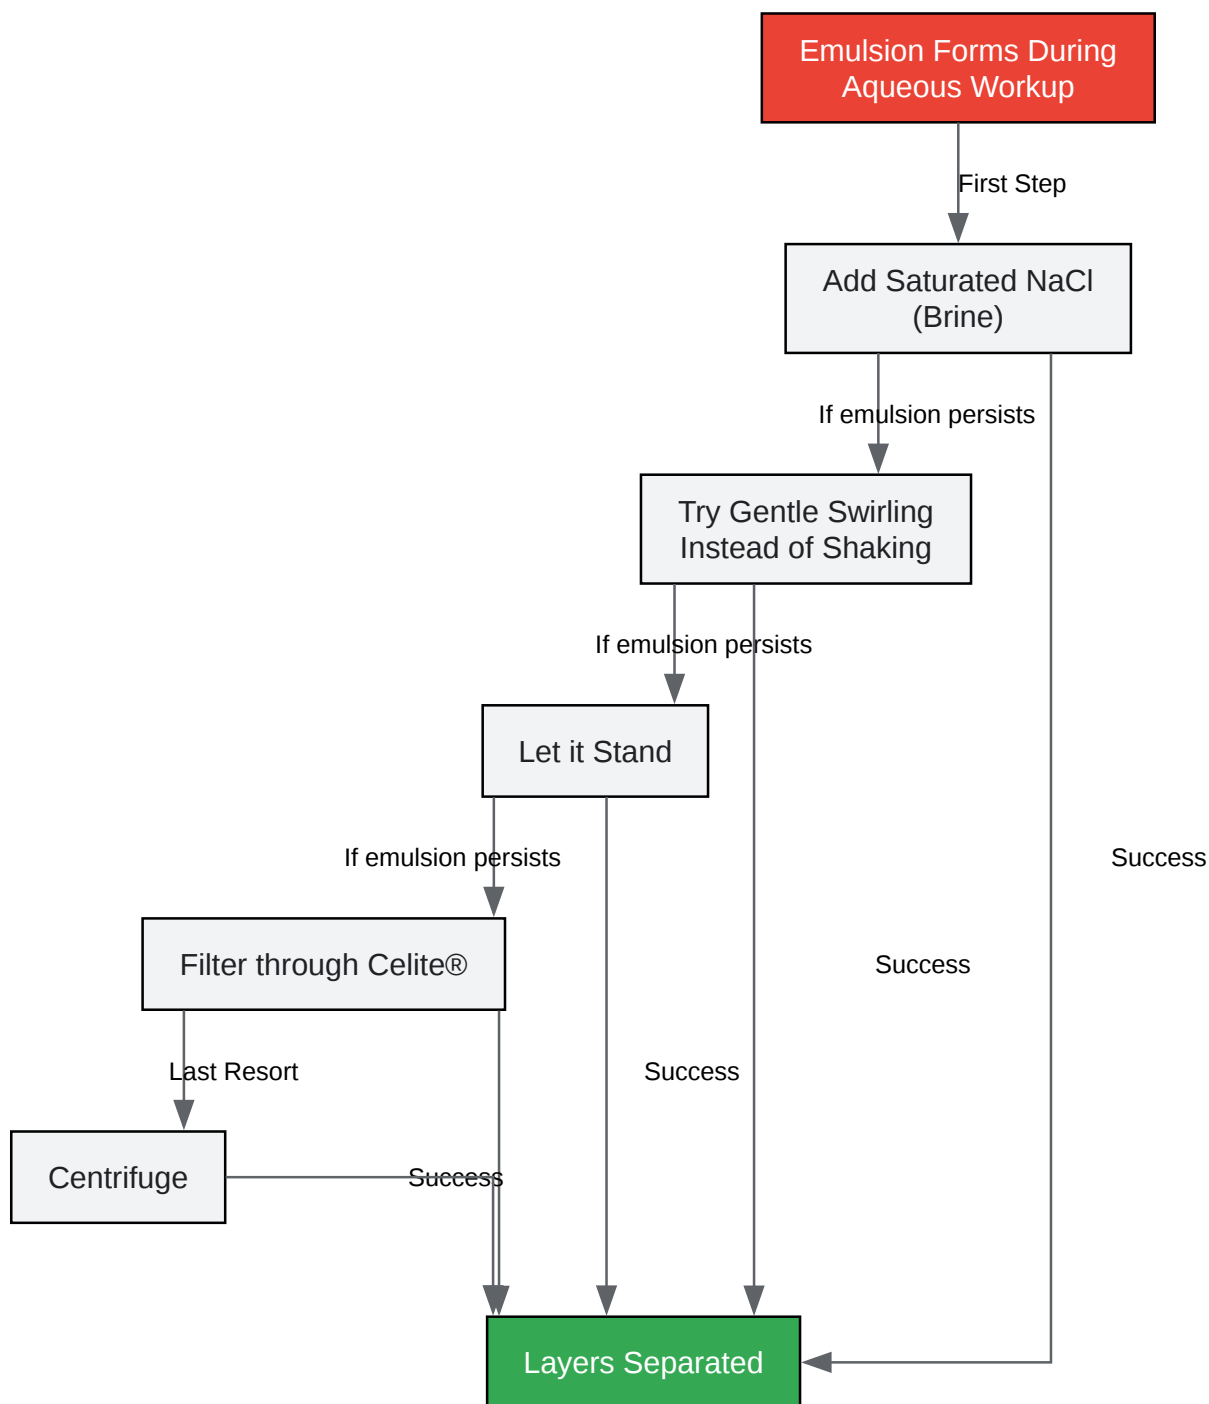 Emulsion Forms During
Aqueous Workup
First Step
Add Saturated NaCl
(Brine)
If emulsion persists
Try Gentle Swirling
Instead of Shaking
If emulsion persists
Let it Stand
If emulsion persists
Success
Filter through Celite®
Success
Last Resort
Success
Centrifuge
Success
Layers Separated